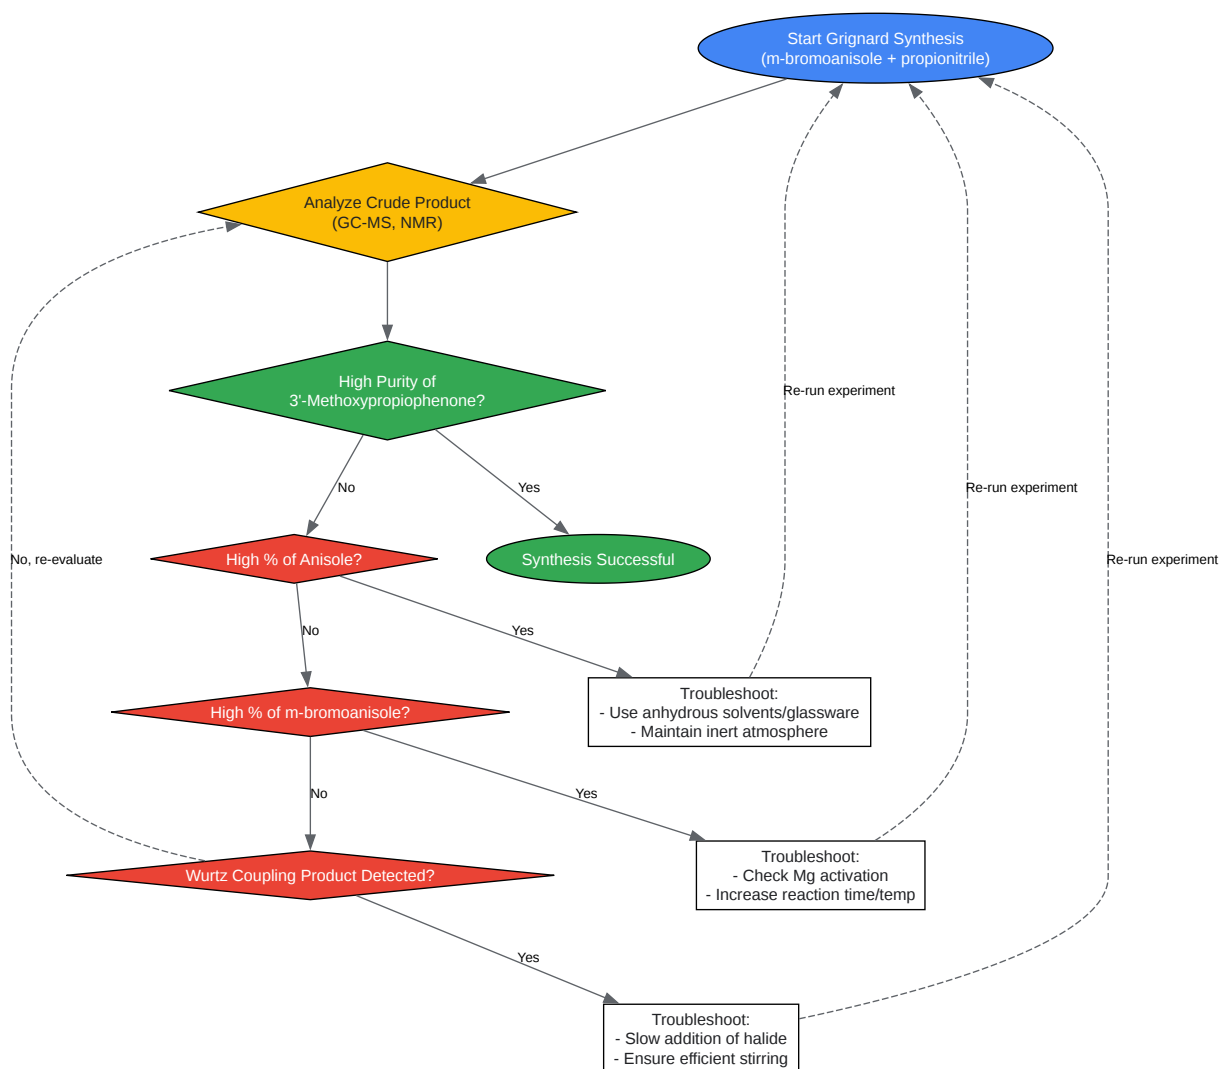 Start Grignard Synthesis
(m-bromoanisole + propionitrile)
Analyze Crude Product
(GC-MS, NMR)
High Purity of
3'-Methoxypropiophenone?
Re-run experiment
No
Yes
Re-run experiment
No, re-evaluate
High % of Anisole?
Synthesis Successful
Re-run experiment
No
Yes
Troubleshoot:
- Use anhydrous solvents/glassware
- Maintain inert atmosphere
High % of m-bromoanisole?
No
Yes
Troubleshoot:
- Check Mg activation
- Increase reaction time/temp
Wurtz Coupling Product Detected?
Yes
Troubleshoot:
- Slow addition of halide
- Ensure efficient stirring